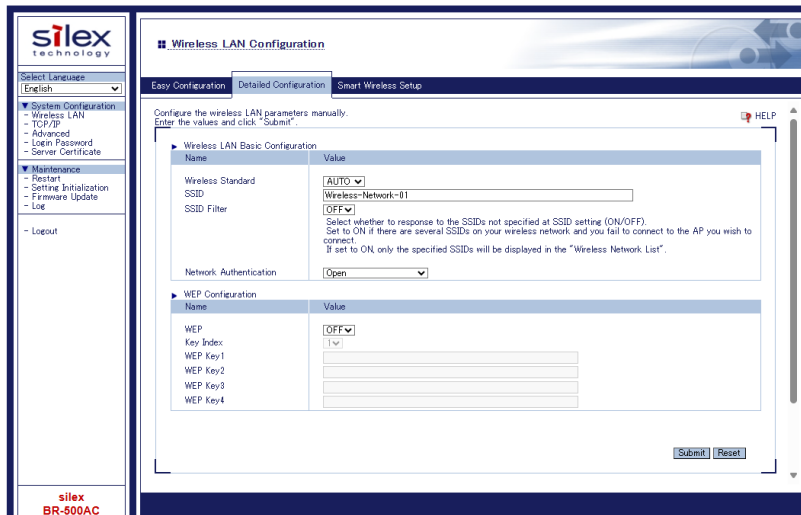 silex
technology
Wireless LAN Configuration
Select Language
English
Easy Configuration Detailed Configuration Smart Wireless Setup
▼ System Configuration
- Wireless LAN
- TCP/IP
- Advanced
- Login Password
- Server Certificate
▼ Maintenance
- Restart
- Setting Initialization
- Firmware Update
- Log
- Logout
Configure the wireless LAN parameters manually.
Enter the values and click "Submit".
HELP
Wireless LAN Basic Configuration
Name Value
Wireless Standard AUTO
SSID Wireless-Network-01
SSID Filter OFF
Select whether to response to the SSIDs not specified at SSID setting (ON/OFF).
Set to ON if there are several SSIDs on your wireless network and you fail to connect to the AP you wish to
connect.
If set to ON, only the specified SSIDs will be displayed in the "Wireless Network List".
Network Authentication Open
WEP Configuration
Name Value
WEP OFF
Key Index 1
WEP Key1
WEP Key2
WEP Key3
WEP Key4
Submit Reset
silex
BR-500AC